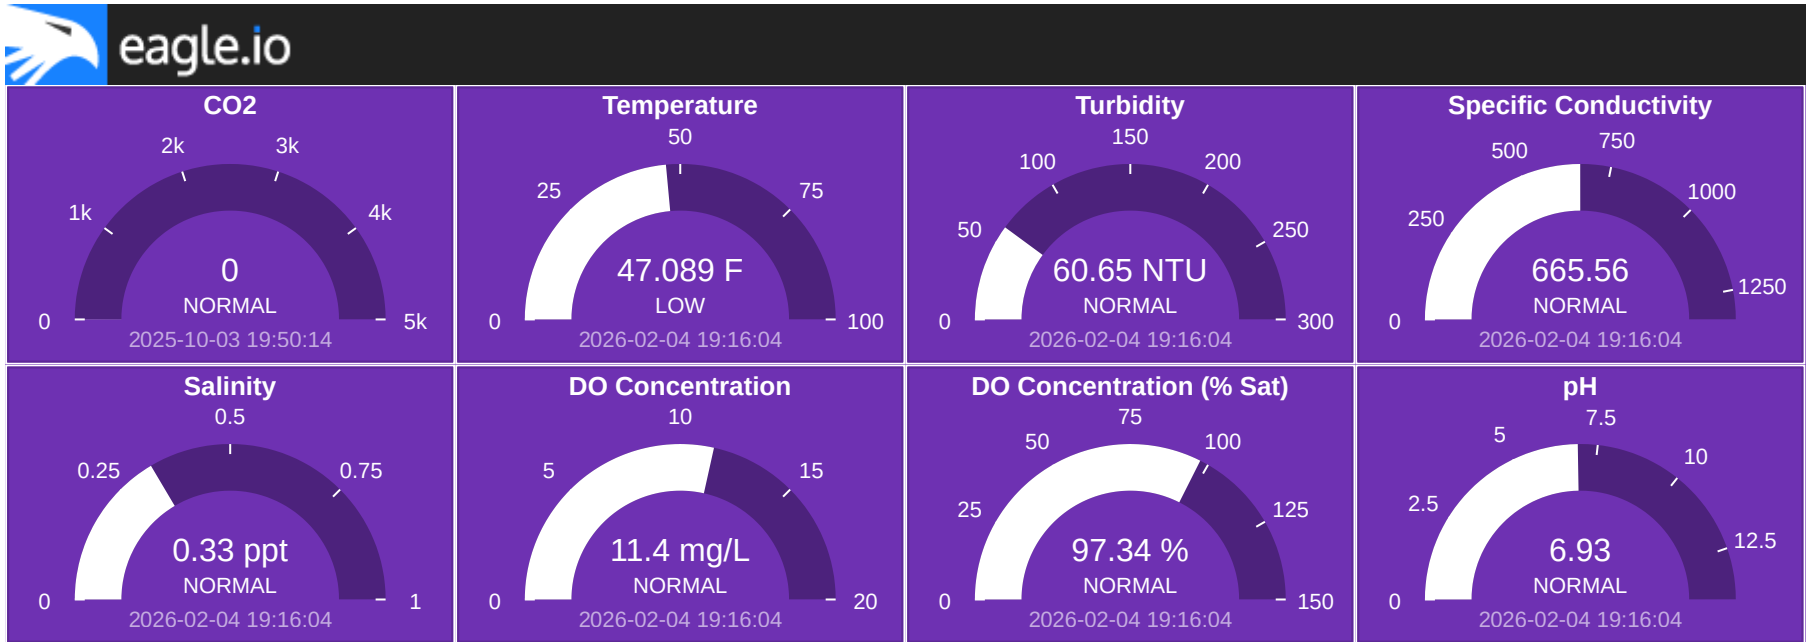 eagle.io
CO2
0
1k
2k
3k
4k
5k
0
NORMAL
2025-10-03 19:50:14
Temperature
0
25
50
75
100
47.089 F
LOW
2026-02-04 19:16:04
Turbidity
0
50
100
150
200
250
300
60.65 NTU
NORMAL
2026-02-04 19:16:04
Specific Conductivity
0
250
500
750
1000
1250
665.56
NORMAL
2026-02-04 19:16:04
Salinity
0
0.25
0.5
0.75
1
0.33 ppt
NORMAL
2026-02-04 19:16:04
DO Concentration
0
5
10
15
20
11.4 mg/L
NORMAL
2026-02-04 19:16:04
DO Concentration (% Sat)
0
25
50
75
100
125
150
97.34 %
NORMAL
2026-02-04 19:16:04
pH
0
2.5
5
7.5
10
12.5
6.93
NORMAL
2026-02-04 19:16:04